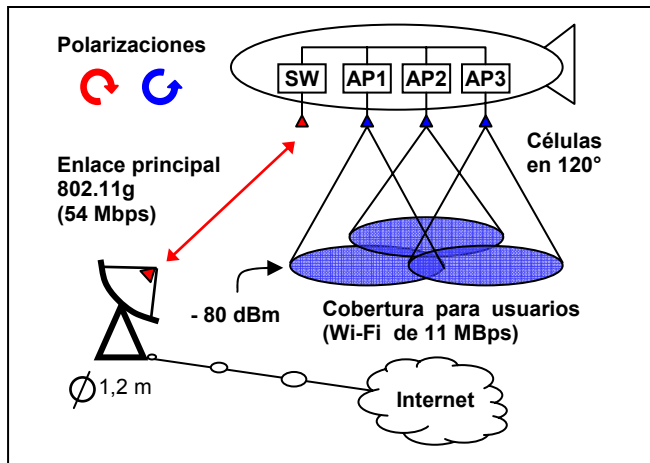 Polarizaciones
SW AP1 AP2 AP3
Células
en 120°
Enlace principal
802.11g
(54 Mbps)
- 80 dBm
Cobertura para usuarios
(Wi-Fi de 11 MBps)
1,2 m
Internet